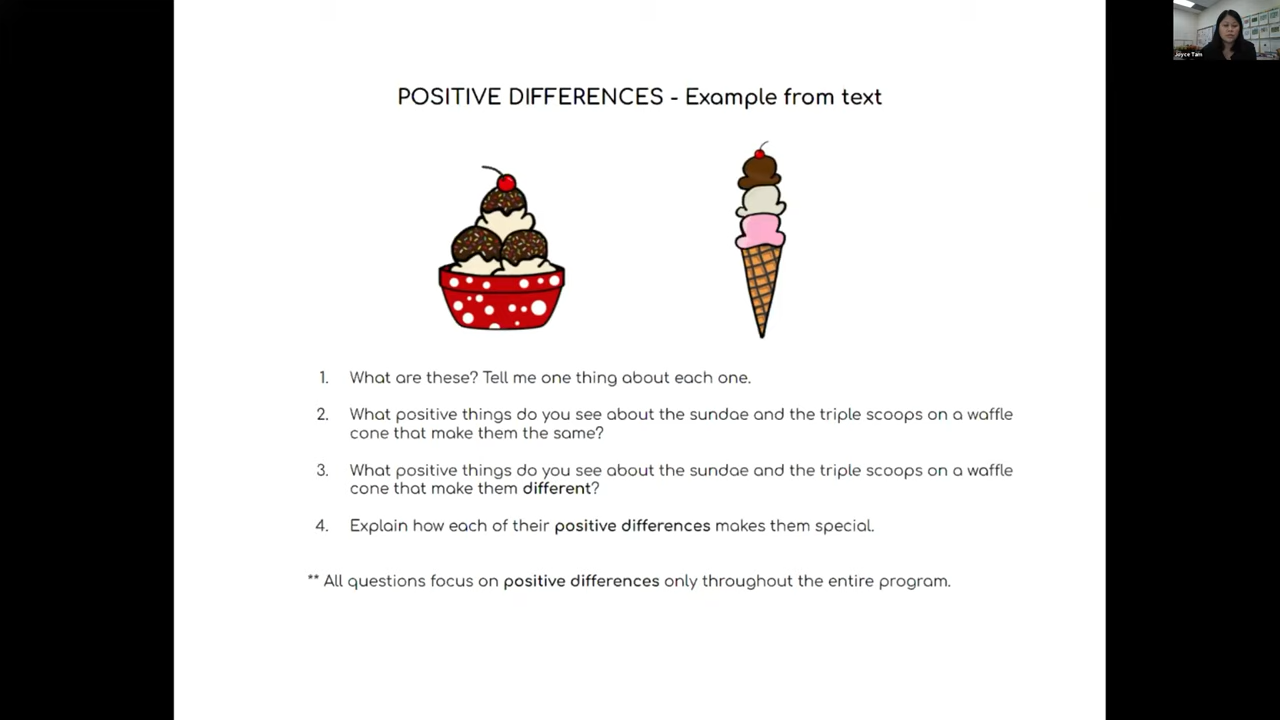 Joyce Tam
POSITIVE DIFFERENCES - Example from text
1. What are these? Tell me one thing about each one.
2. What positive things do you see about the sundae and the triple scoops on a waffle
cone that make them the same?
3. What positive things do you see about the sundae and the triple scoops on a waffle
cone that make them different?
4. Explain how each of their positive differences makes them special.
** All questions focus on positive differences only throughout the entire program.